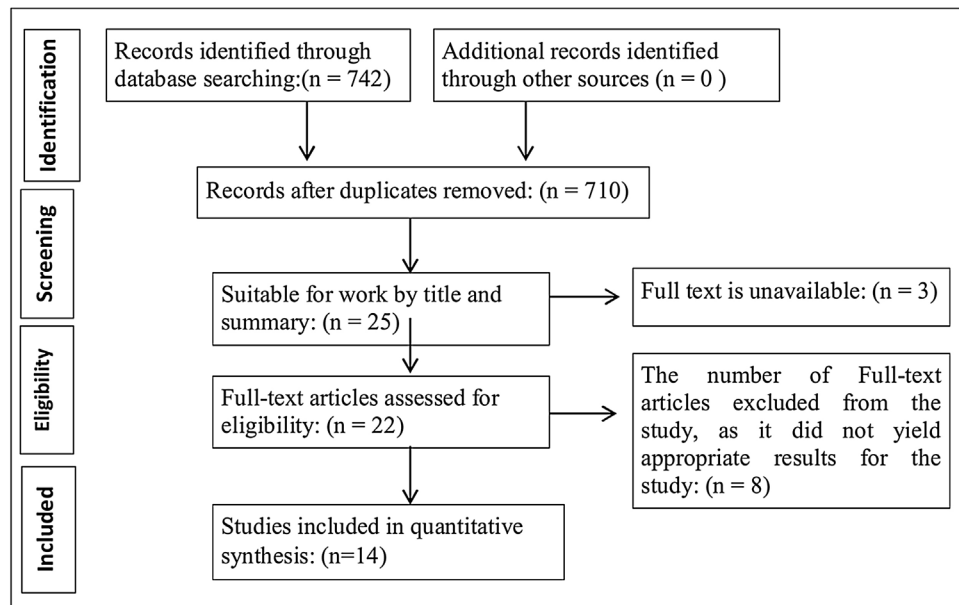 Identification
Records identified through
database searching:(n = 742)
Additional records identified
through other sources (n = 0 )
Records after duplicates removed: (n = 710)
Screening
Suitable for work by title and
summary: (n = 25)
Full text is unavailable: (n = 3)
Eligibility
Full-text articles assessed for
eligibility: (n = 22)
The number of Full-text
articles excluded from the
study, as it did not yield
appropriate results for the
study: (n = 8)
Included
Studies included in quantitative
synthesis: (n=14)